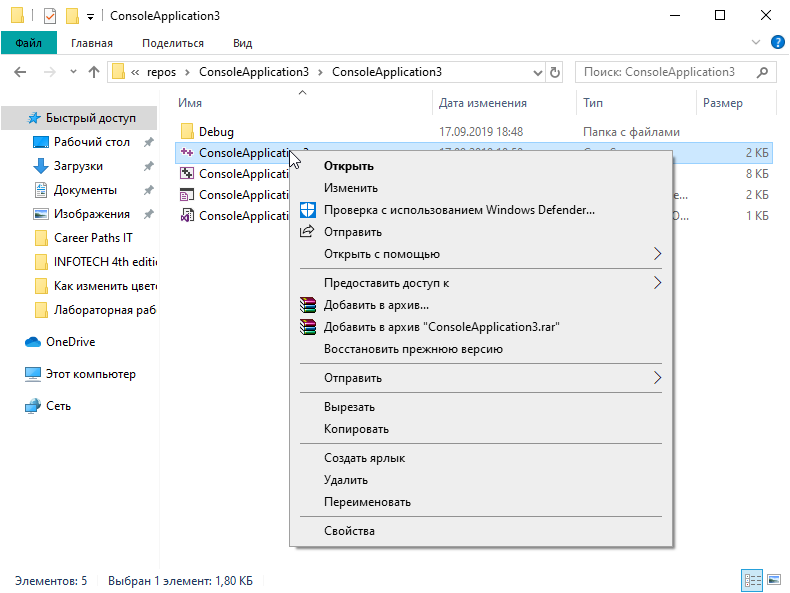 ConsoleApplication3
Файл Главная Поделиться Вид
« repos > ConsoleApplication3 > ConsoleApplication3
Поиск: ConsoleApplication3
Имя Дата изменения Тип Размер
Быстрый доступ
Рабочий стол
Загрузки
Документы
Изображения
Career Paths IT
INFOTECH 4th editi
Как изменить цвет
Лабораторная раб
OneDrive
Этот компьютер
Сеть
Debug 17.09.2019 18:48 Папка с файлами
ConsoleApplicati 2 КБ
ConsoleApplicati 8 КБ
ConsoleApplicati е... 2 КБ
ConsoleApplicati O... 1 КБ
Открыть
Изменить
Проверка с использованием Windows Defender...
Отправить
Открыть с помощью
Предоставить доступ к
Добавить в архив...
Добавить в архив "ConsoleApplication3.rar"
Восстановить прежнюю версию
Отправить
Вырезать
Копировать
Создать ярлык
Удалить
Переименовать
Свойства
Элементов: 5 Выбран 1 элемент: 1,80 КБ